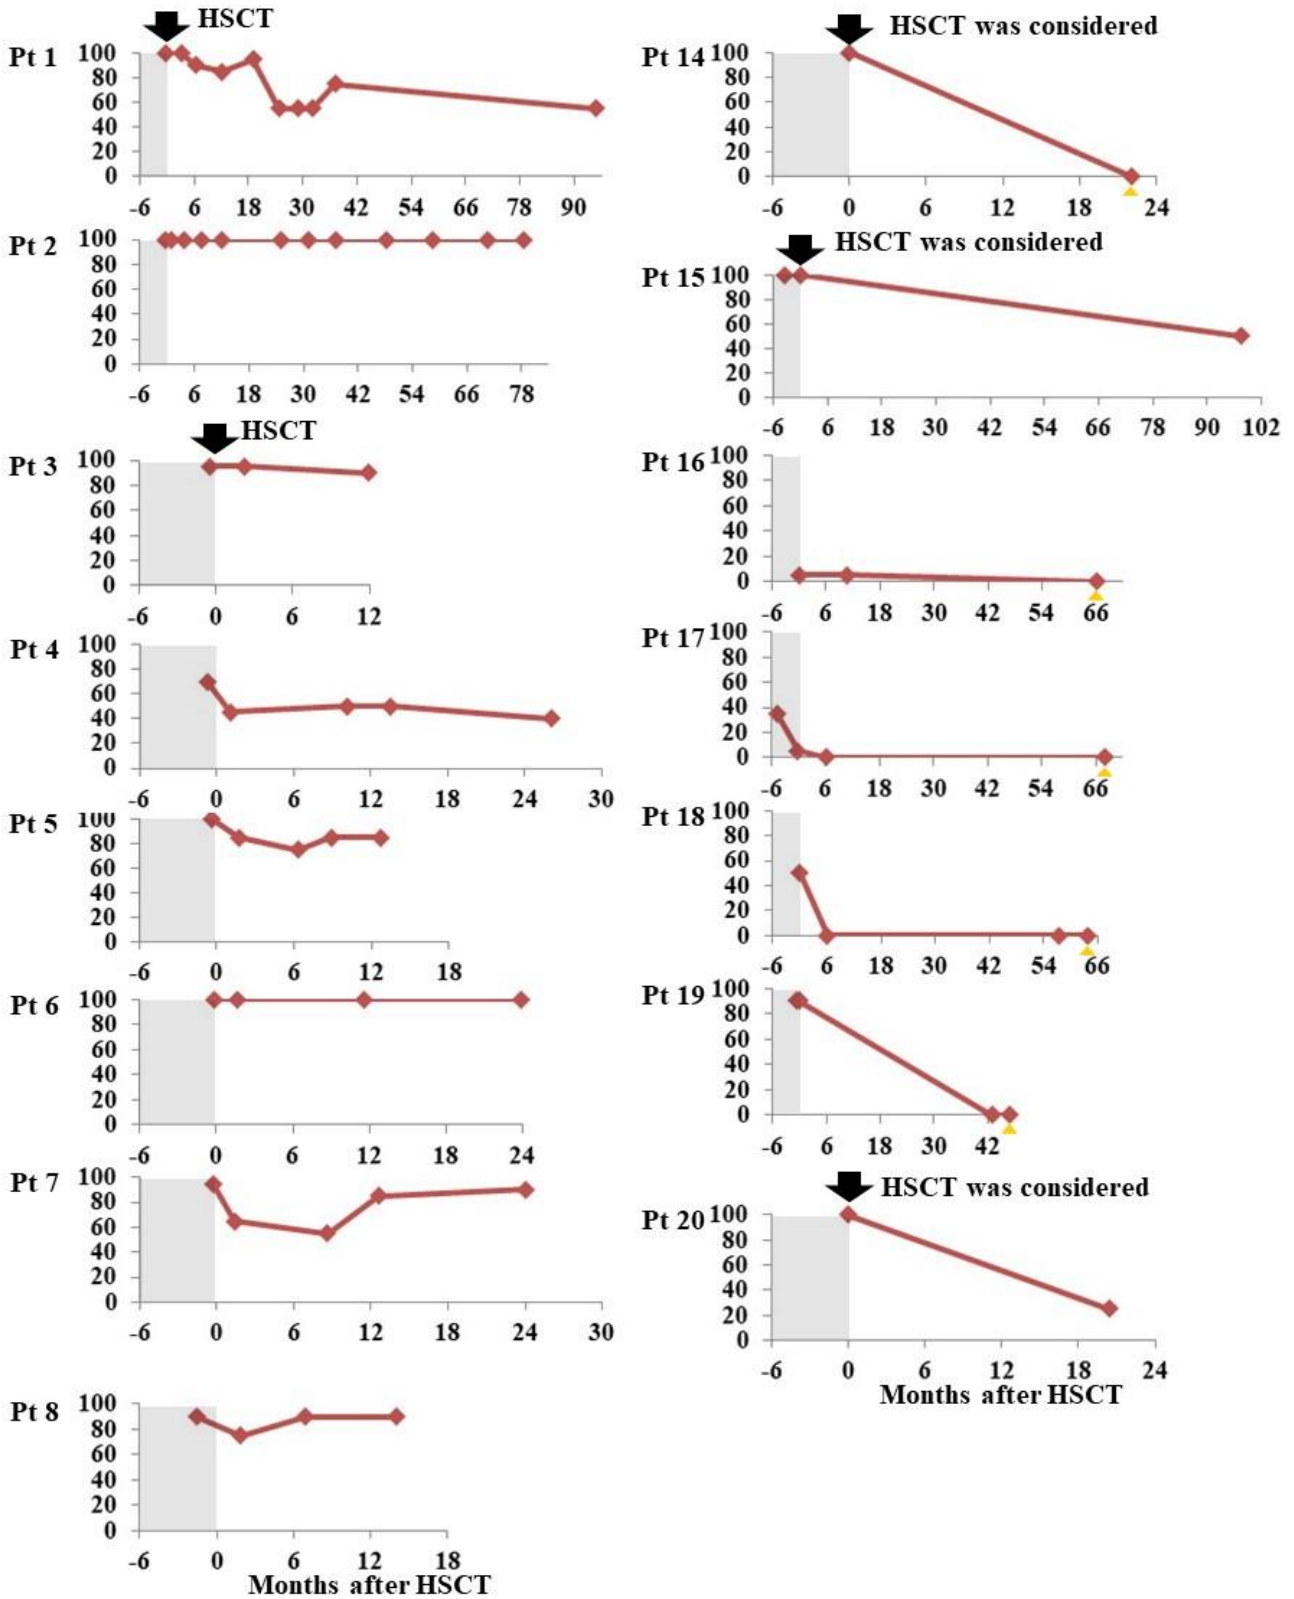 HSCT
Pt 1
100
80
60
40
20
0
-6 6 18 30 42 54 66 78 90
Pt 2
100
80
60
40
20
0
-6 6 18 30 42 54 66 78
HSCT
Pt 3
100
80
60
40
20
0
-6 0 6 12
Pt 4
100
80
60
40
20
0
-6 0 6 12 18 24 30
Pt 5
100
80
60
40
20
0
-6 0 6 12 18
Pt 6
100
80
60
40
20
0
-6 0 6 12 18 24
Pt 7
100
80
60
40
20
0
-6 0 6 12 18 24 30
Pt 8
100
80
60
40
20
0
-6 0 6 12 18
Months after HSCT
HSCT was considered
Pt 14
100
80
60
40
20
0
-6 0 6 12 18 24
HSCT was considered
Pt 15
100
80
60
40
20
0
-6 6 18 30 42 54 66 78 90 102
Pt 16
100
80
60
40
20
0
-6 6 18 30 42 54 66
Pt 17
100
80
60
40
20
0
-6 6 18 30 42 54 66
Pt 18
100
80
60
40
20
0
-6 6 18 30 42 54 66
Pt 19
100
80
60
40
20
0
-6 6 18 30 42
HSCT was considered
Pt 20
100
80
60
40
20
0
-6 0 6 12 18 24
Months after HSCT